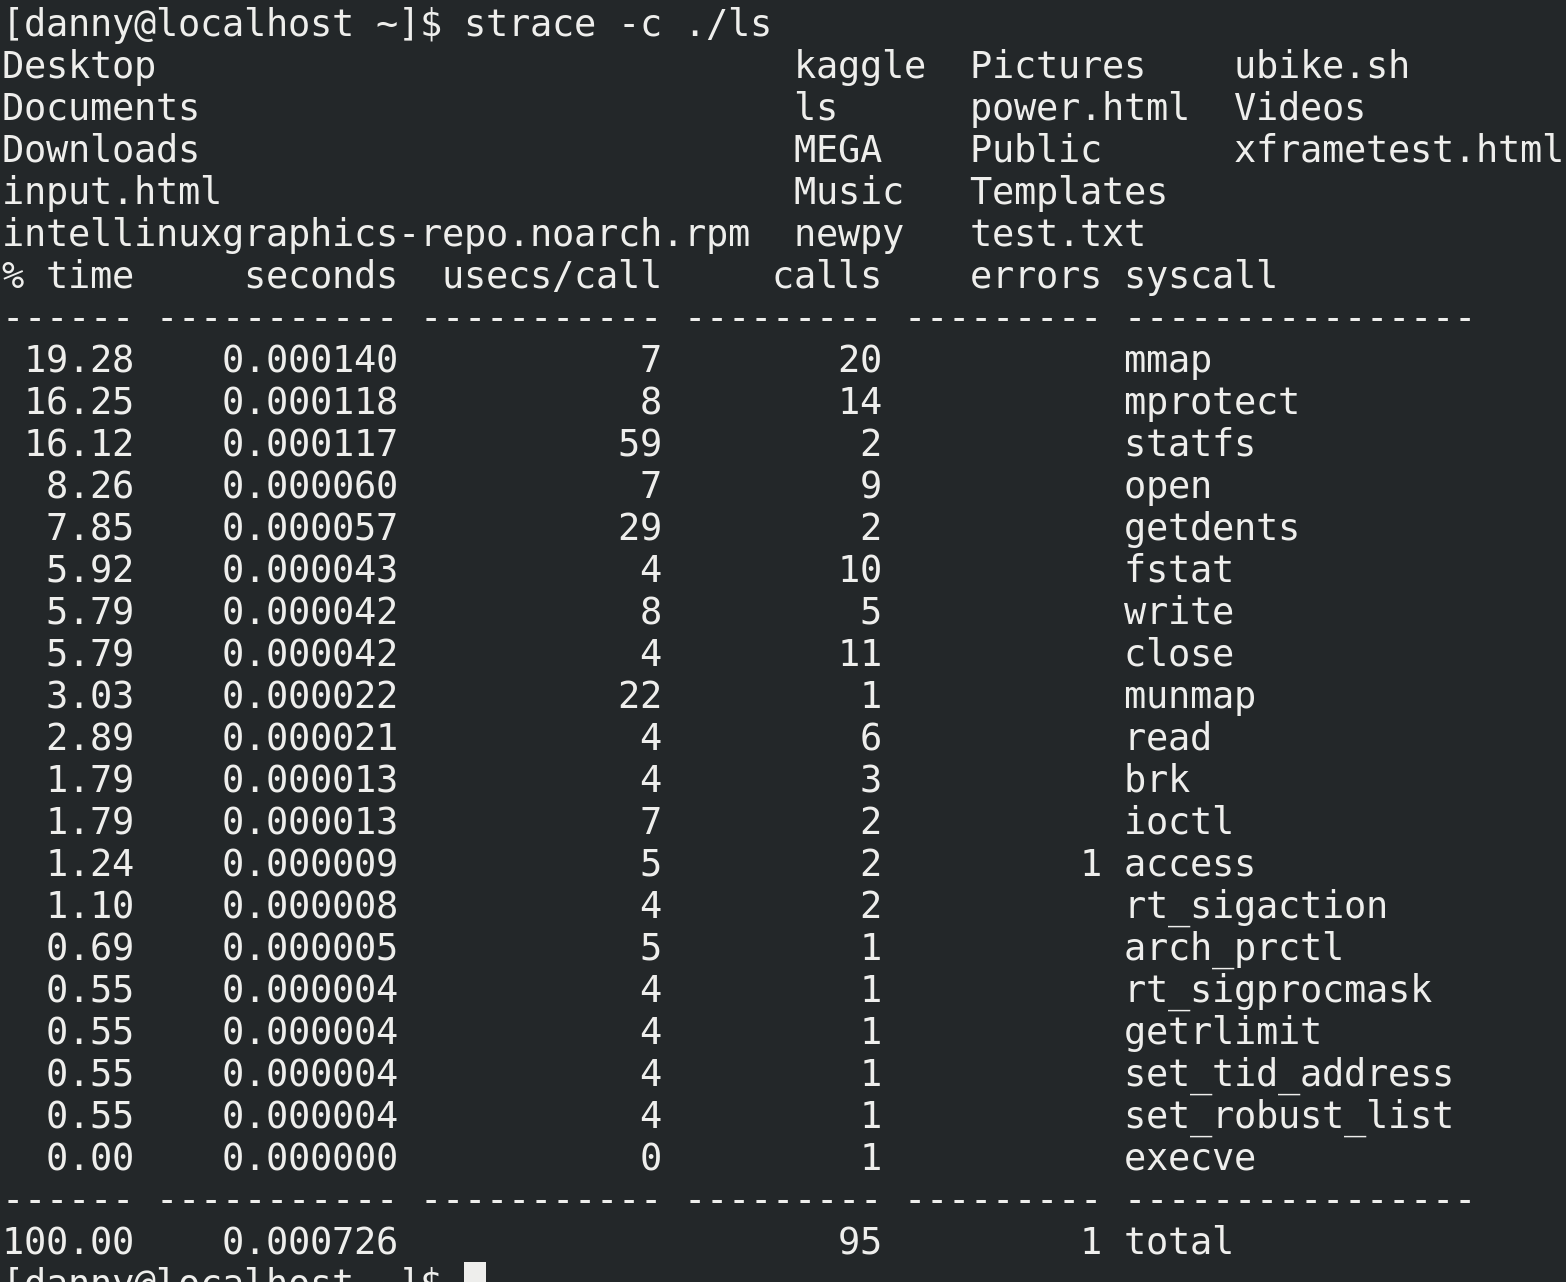 [danny@localhost ~]$ strace -c ./ls
Desktop                             kaggle  Pictures    ubike.sh
Documents                           ls      power.html  Videos
Downloads                           MEGA    Public      xframetest.html
input.html                          Music   Templates
intellinuxgraphics-repo.noarch.rpm  newpy   test.txt
% time     seconds  usecs/call     calls    errors syscall
------ ----------- ----------- --------- --------- ----------------
 19.28    0.000140           7        20           mmap
 16.25    0.000118           8        14           mprotect
 16.12    0.000117          59         2           statfs
  8.26    0.000060           7         9           open
  7.85    0.000057          29         2           getdents
  5.92    0.000043           4        10           fstat
  5.79    0.000042           8         5           write
  5.79    0.000042           4        11           close
  3.03    0.000022          22         1           munmap
  2.89    0.000021           4         6           read
  1.79    0.000013           4         3           brk
  1.79    0.000013           7         2           ioctl
  1.24    0.000009           5         2         1 access
  1.10    0.000008           4         2           rt_sigaction
  0.69    0.000005           5         1           arch_prctl
  0.55    0.000004           4         1           rt_sigprocmask
  0.55    0.000004           4         1           getrlimit
  0.55    0.000004           4         1           set_tid_address
  0.55    0.000004           4         1           set_robust_list
  0.00    0.000000           0         1           execve
------ ----------- ----------- --------- --------- ----------------
100.00    0.000726                    95         1 total
[danny@localhost ~]$